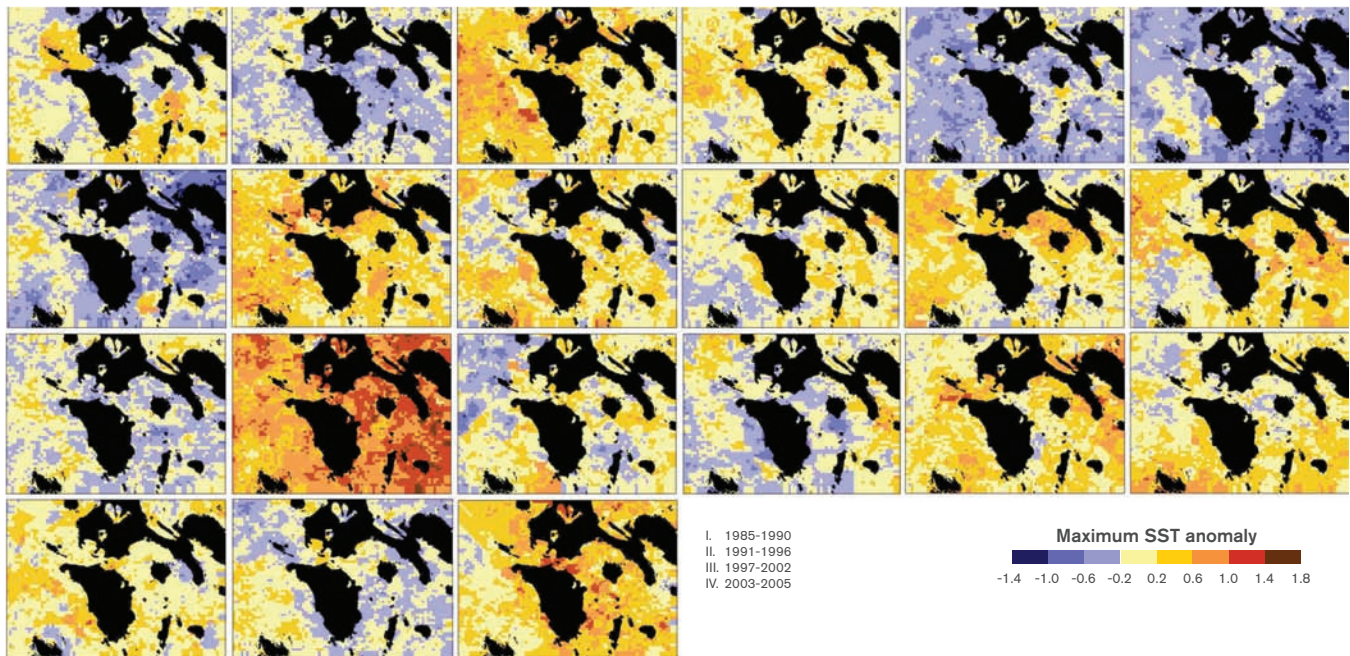 I. 1985-1990
II. 1991-1996
III. 1997-2002
IV. 2003-2005
Maximum SST anomaly
-1.4 -1.0 -0.6 -0.2 0.2 0.6 1.0 1.4 1.8